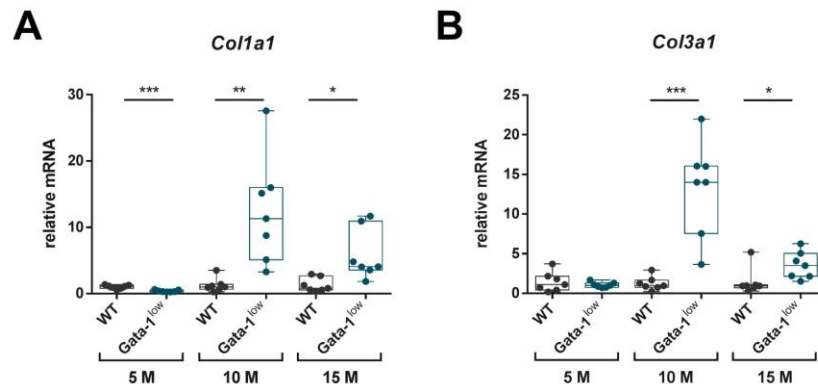 A
Col1a1
relative mRNA
30
20
10
0
***
**
*
WT
Gata-1low
WT
Gata-1low
WT
Gata-1low
5 M
10 M
15 M
B
Col3a1
relative mRNA
25
20
15
10
5
0
***
*
WT
Gata-1low
WT
Gata-1low
WT
Gata-1low
5 M
10 M
15 M